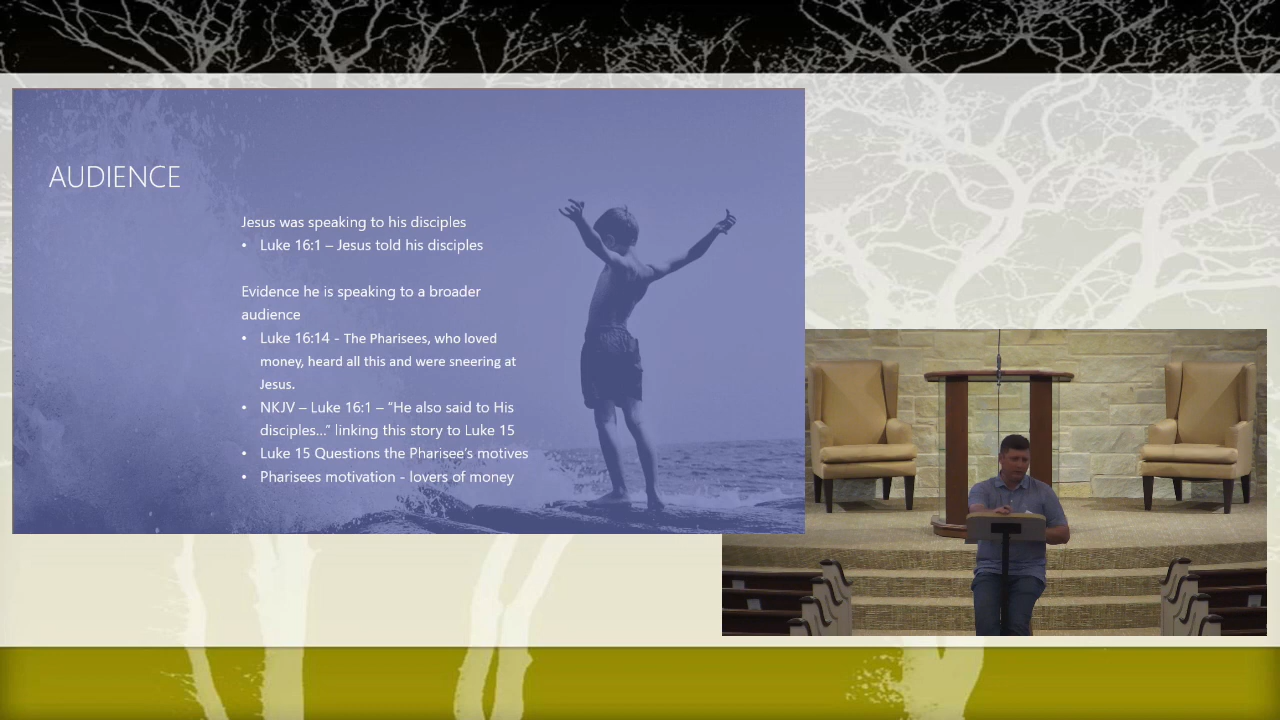 AUDIENCE
Jesus was speaking to his disciples
• Luke 16:1 – Jesus told his disciples
Evidence he is speaking to a broader
audience
• Luke 16:14 - The Pharisees, who loved
money, heard all this and were sneering at
Jesus.
• NKJV – Luke 16:1 – “He also said to His
disciples…” linking this story to Luke 15
• Luke 15 Questions the Pharisee’s motives
• Pharisees motivation - lovers of money